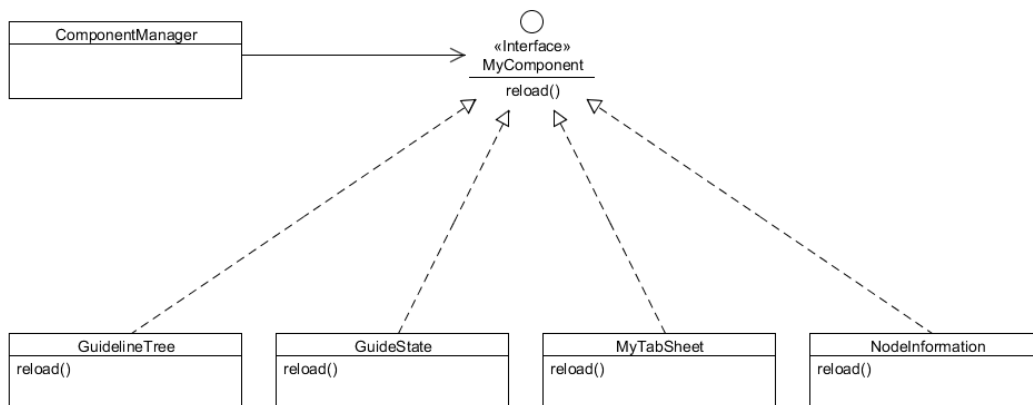 ComponentManager
«Interface»
MyComponent
reload()
GuidelineTree
reload()
GuideState
reload()
MyTabSheet
reload()
NodeInformation
reload()